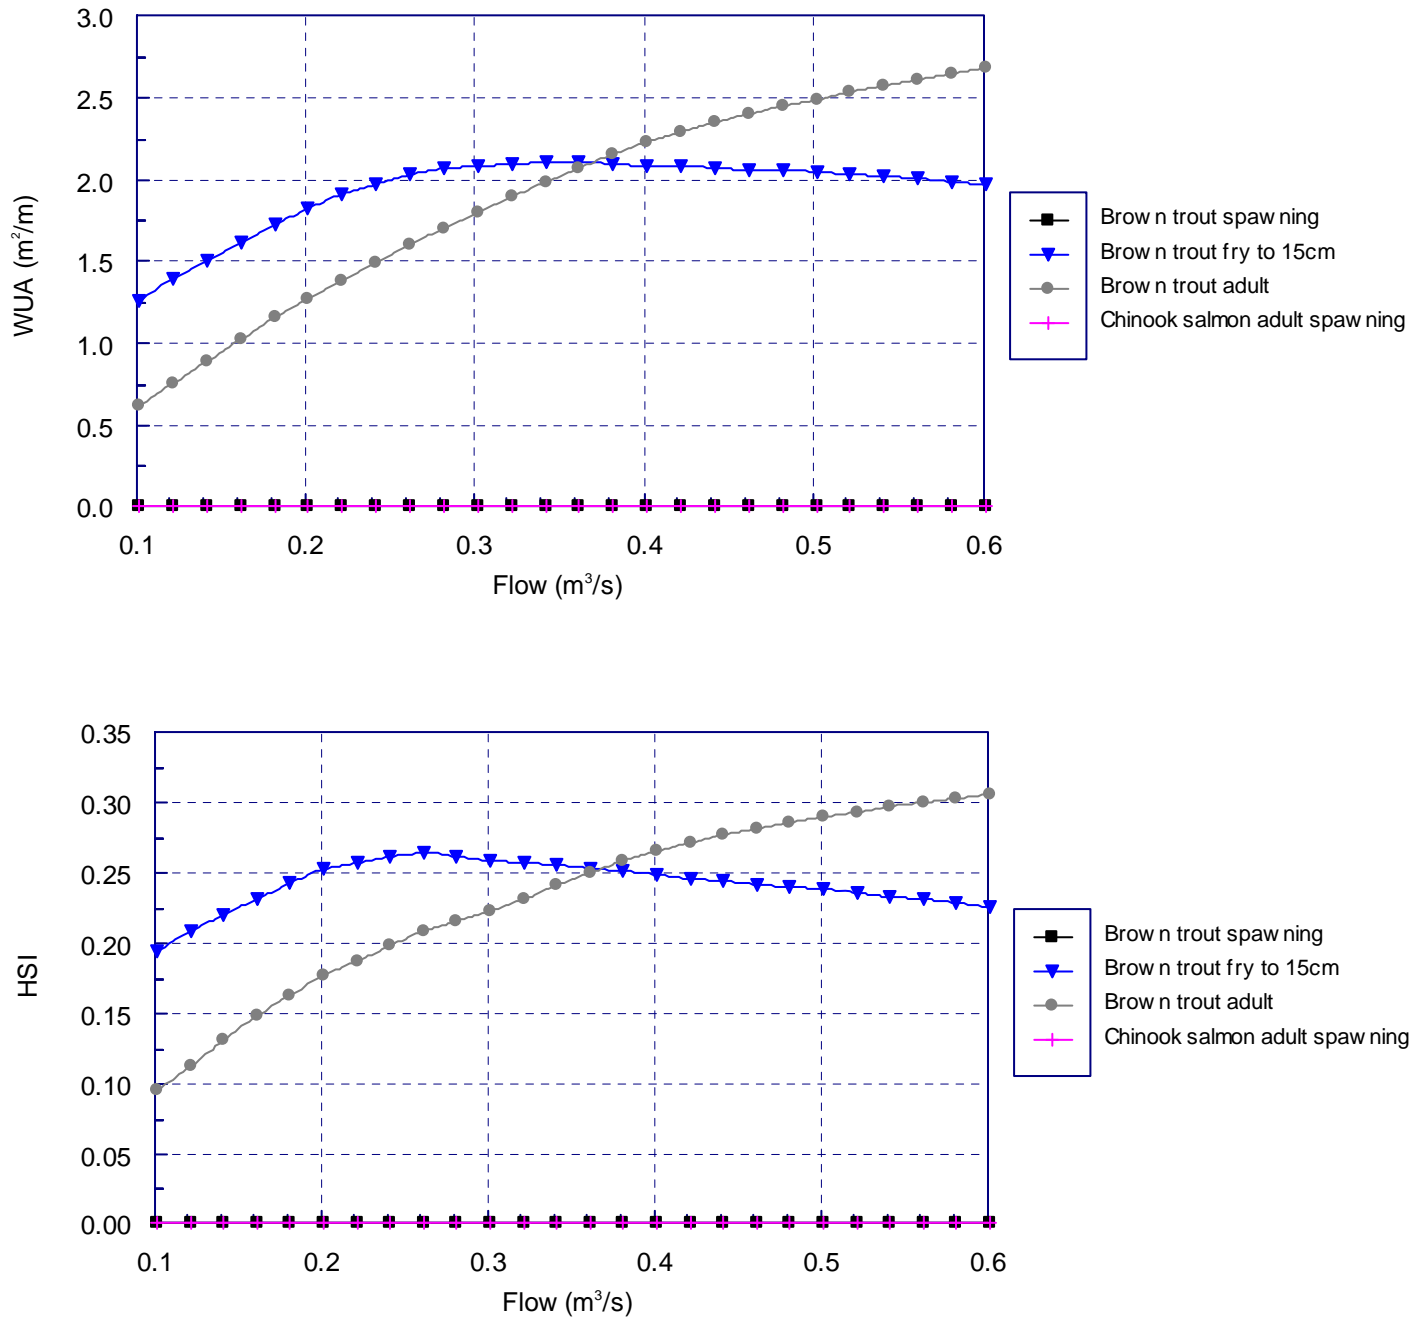 3.0
2.5
2.0
1.5
1.0
0.5
0.0
WUA (m²/m)
0.1 0.2 0.3 0.4 0.5 0.6
Flow (m³/s)
Brow n trout spaw ning
Brow n trout fry to 15cm
Brow n trout adult
Chinook salmon adult spaw ning
0.35
0.30
0.25
0.20
0.15
0.10
0.05
0.00
HSI
0.1 0.2 0.3 0.4 0.5 0.6
Flow (m³/s)
Brow n trout spaw ning
Brow n trout fry to 15cm
Brow n trout adult
Chinook salmon adult spaw ning